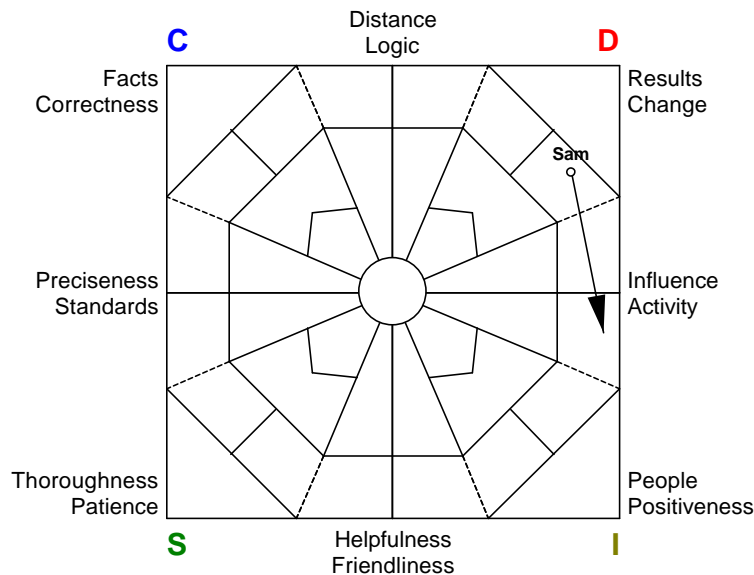 Distance
Logic
C
D
Facts
Correctness
Results
Change
Sam
Preciseness
Standards
Influence
Activity
Thoroughness
Patience
People
Positiveness
S
Helpfulness
Friendliness
I